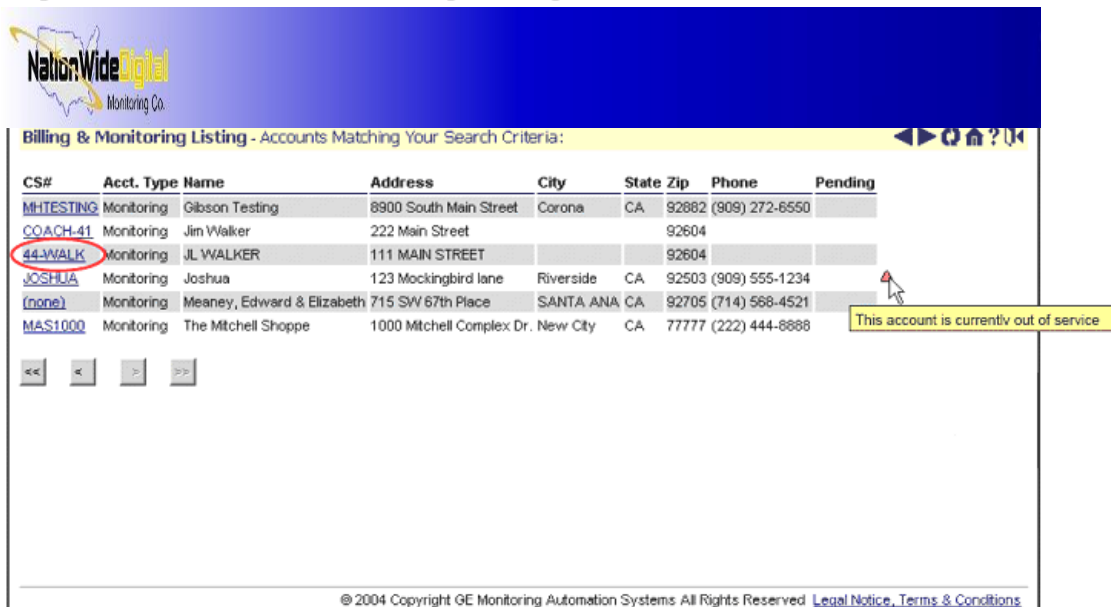 NationWideDigital
Monitoring Co.
Billing & Monitoring Listing - Accounts Matching Your Search Criteria:
CS# Acct. Type Name Address City State Zip Phone Pending
MHTESTING Monitoring Gibson Testing 8900 South Main Street Corona CA 92882 (909) 272-6550
COACH-41 Monitoring Jim Walker 222 Main Street 92604
44-WALK Monitoring JL WALKER 111 MAIN STREET 92604
JOSHUA Monitoring Joshua 123 Mockingbird lane Riverside CA 92503 (909) 555-1234
(none) Monitoring Meaney, Edward & Elizabeth 715 SW 67th Place SANTA ANA CA 92705 (714) 568-4521
This account is currently out of service
MAS1000 Monitoring The Mitchell Shoppe 1000 Mitchell Complex Dr. New City CA 77777 (222) 444-8888
<< < > >>
© 2004 Copyright GE Monitoring Automation Systems All Rights Reserved Legal Notice, Terms & Conditions